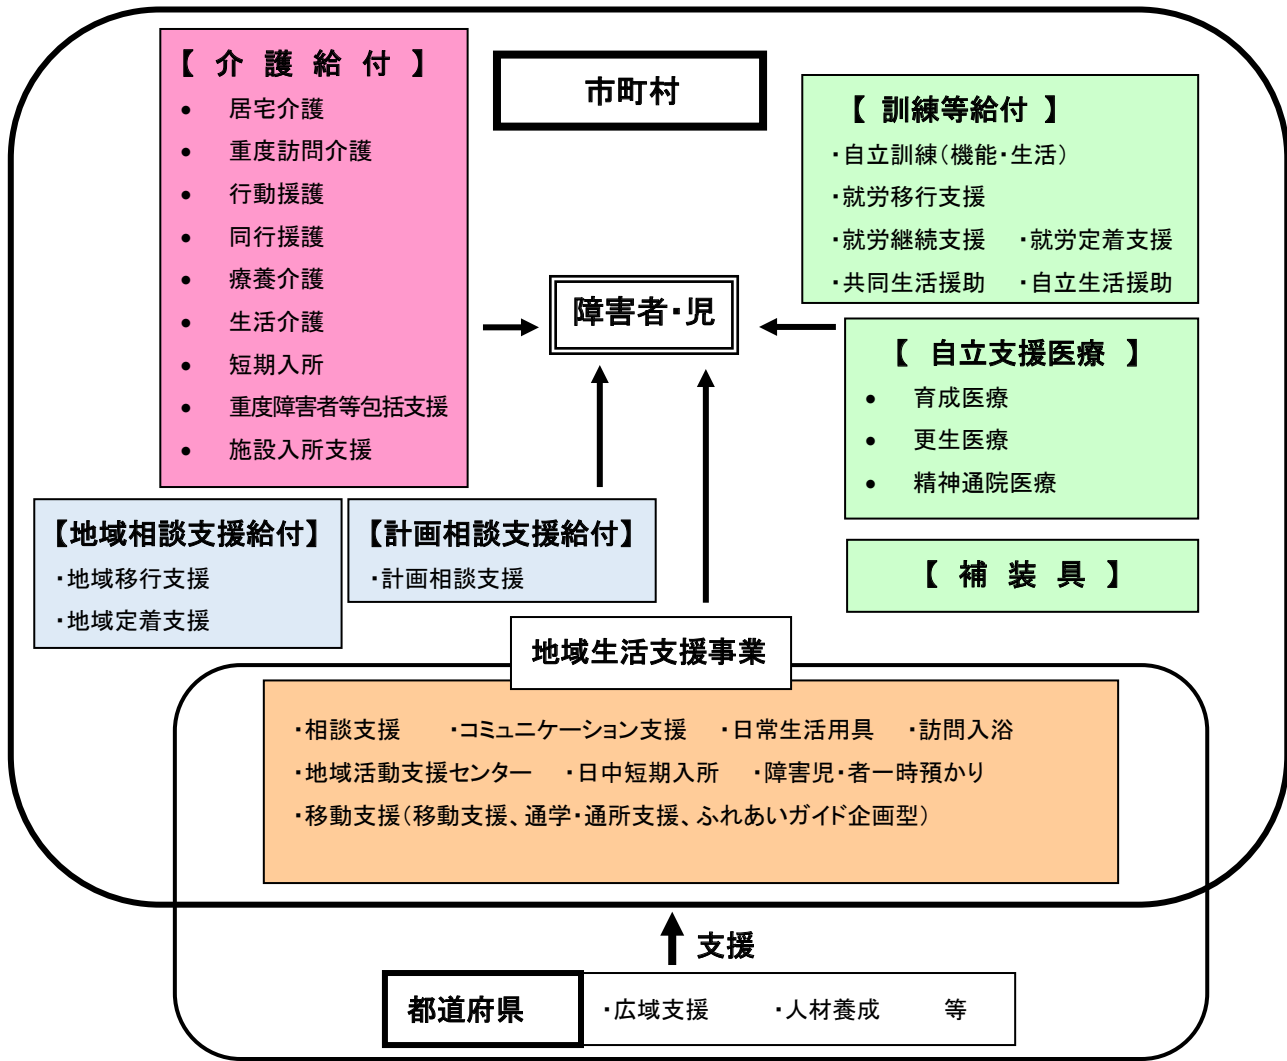 【 介 護 給 付 】
● 居宅介護
● 重度訪問介護
● 行動援護
● 同行援護
● 療養介護
● 生活介護
● 短期入所
● 重度障害者等包括支援
● 施設入所支援
市町村
【 訓練等給付 】
・自立訓練（機能・生活）
・就労移行支援
・就労継続支援 ・就労定着支援
・共同生活援助 ・自立生活援助
障害者・児
【 自立支援医療 】
● 育成医療
● 更生医療
● 精神通院医療
【地域相談支援給付】
・地域移行支援
・地域定着支援
【計画相談支援給付】
・計画相談支援
【 補 装 具 】
地域生活支援事業
・相談支援 ・コミュニケーション支援 ・日常生活用具 ・訪問入浴
・地域活動支援センター ・日中短期入所 ・障害児・者一時預かり
・移動支援（移動支援、通学・通所支援、ふれあいガイド企画型）
支援
都道府県
・広域支援 ・人材養成 等